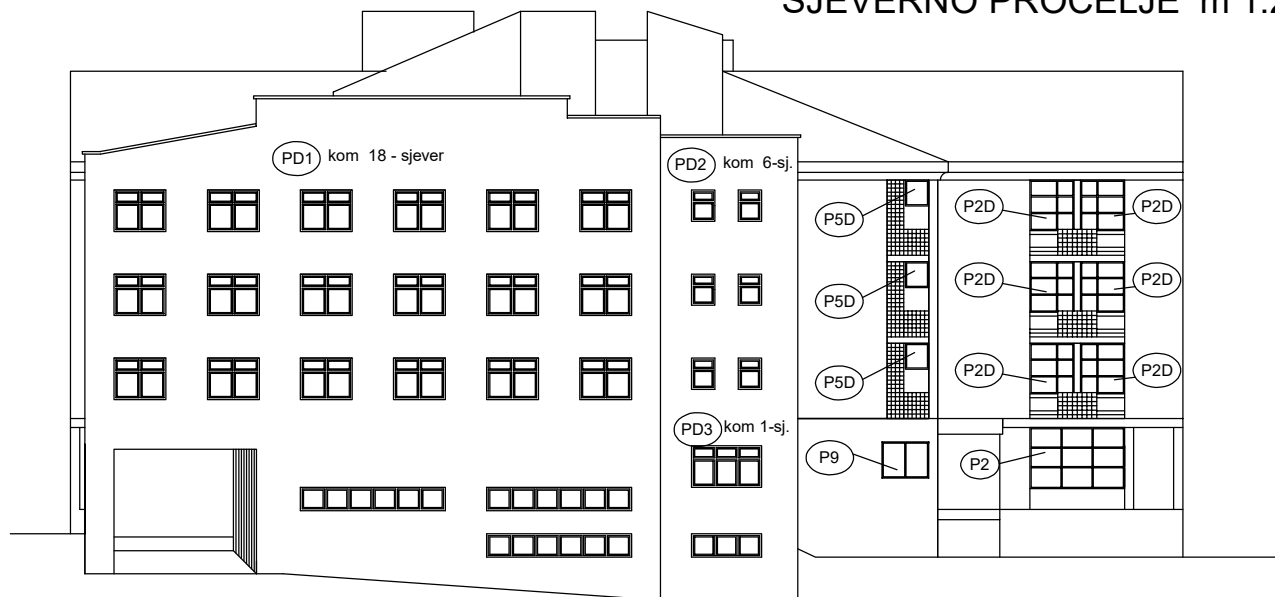 SJEVERNO PROČELJE m 1:2
PD1 kom 18 - sjever
PD2 kom 6-sj.
P5D
P2D
P2D
P5D
P2D
P2D
P5D
P2D
P2D
PD3 kom 1-sj.
P9
P2